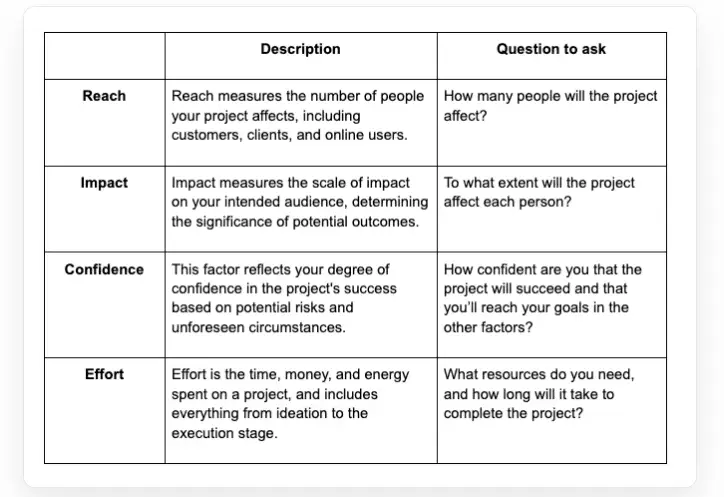 Description
Question to ask
Reach
Reach measures the number of people
your project affects, including
customers, clients, and online users.
How many people will the project
affect?
Impact
Impact measures the scale of impact
on your intended audience, determining
the significance of potential outcomes.
To what extent will the project
affect each person?
Confidence
This factor reflects your degree of
confidence in the project's success
based on potential risks and
unforeseen circumstances.
How confident are you that the
project will succeed and that
you’ll reach your goals in the
other factors?
Effort
Effort is the time, money, and energy
spent on a project, and includes
everything from ideation to the
execution stage.
What resources do you need,
and how long will it take to
complete the project?